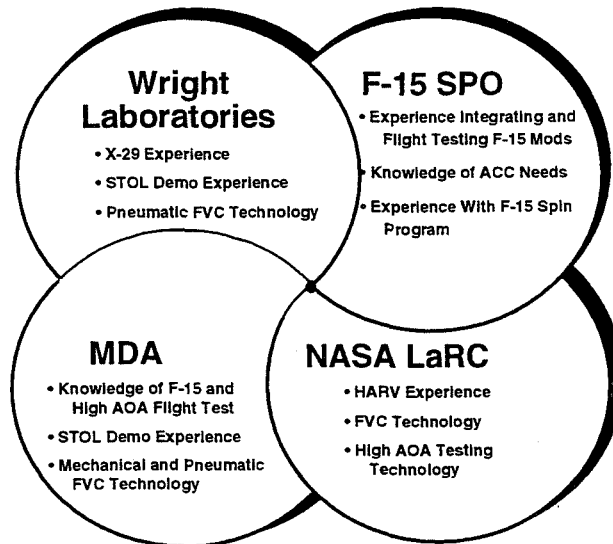 Wright
Laboratories
• X-29 Experience
• STOL Demo Experience
• Pneumatic FVC Technology
F-15 SPO
• Experience Integrating and
Flight Testing F-15 Mods
• Knowledge of ACC Needs
• Experience With F-15 Spin
Program
MDA
• Knowledge of F-15 and
High AOA Flight Test
• STOL Demo Experience
• Mechanical and Pneumatic
FVC Technology
NASA LaRC
• HARV Experience
• FVC Technology
• High AOA Testing
Technology